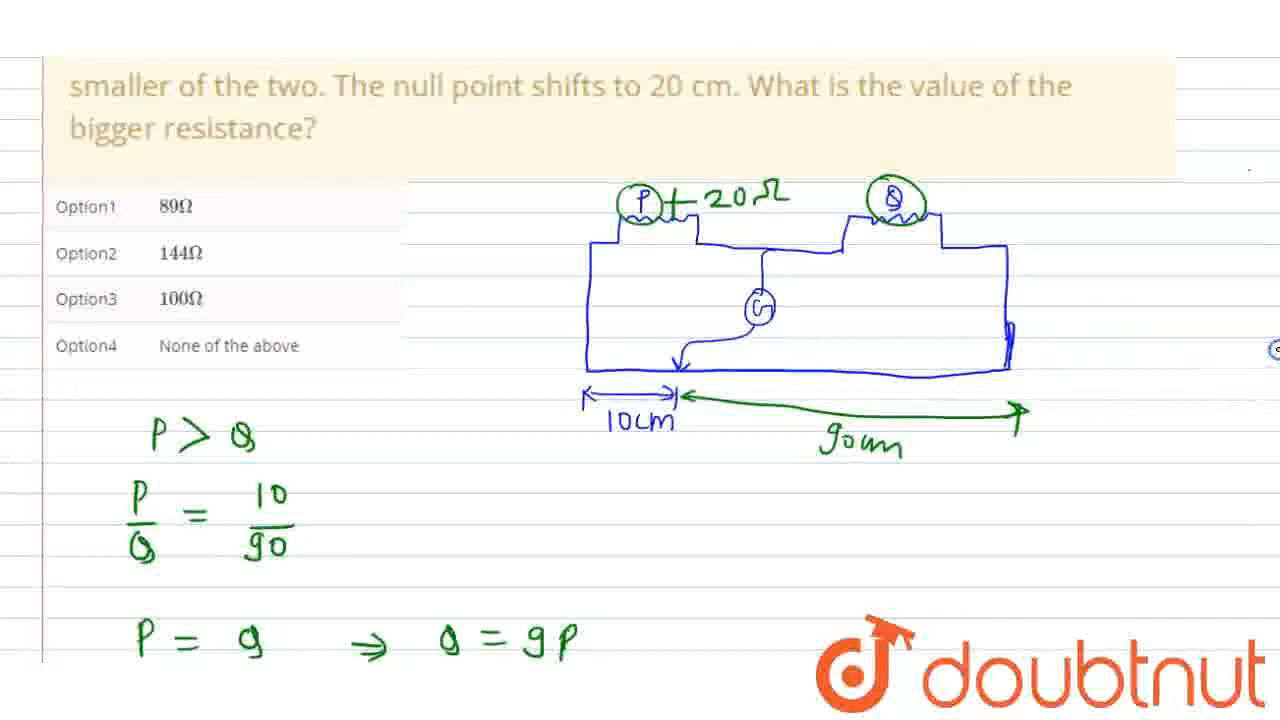 smaller of the two. The null point shifts to 20 cm. What is the value of the
bigger resistance?
Option1 89Ω
Option2 144Ω
Option3 100Ω
Option4 None of the above
P + 20Ω
Q
G
10cm
90cm
P > Q
P/Q = 10/90
P = Q ⇒ Q = 9P
doubtnut